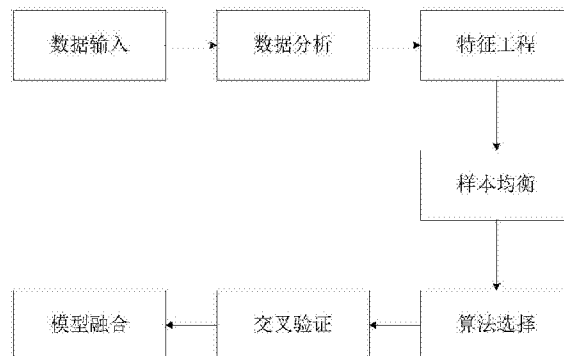 数据输入
数据分析
特征工程
样本均衡
算法选择
交叉验证
模型融合